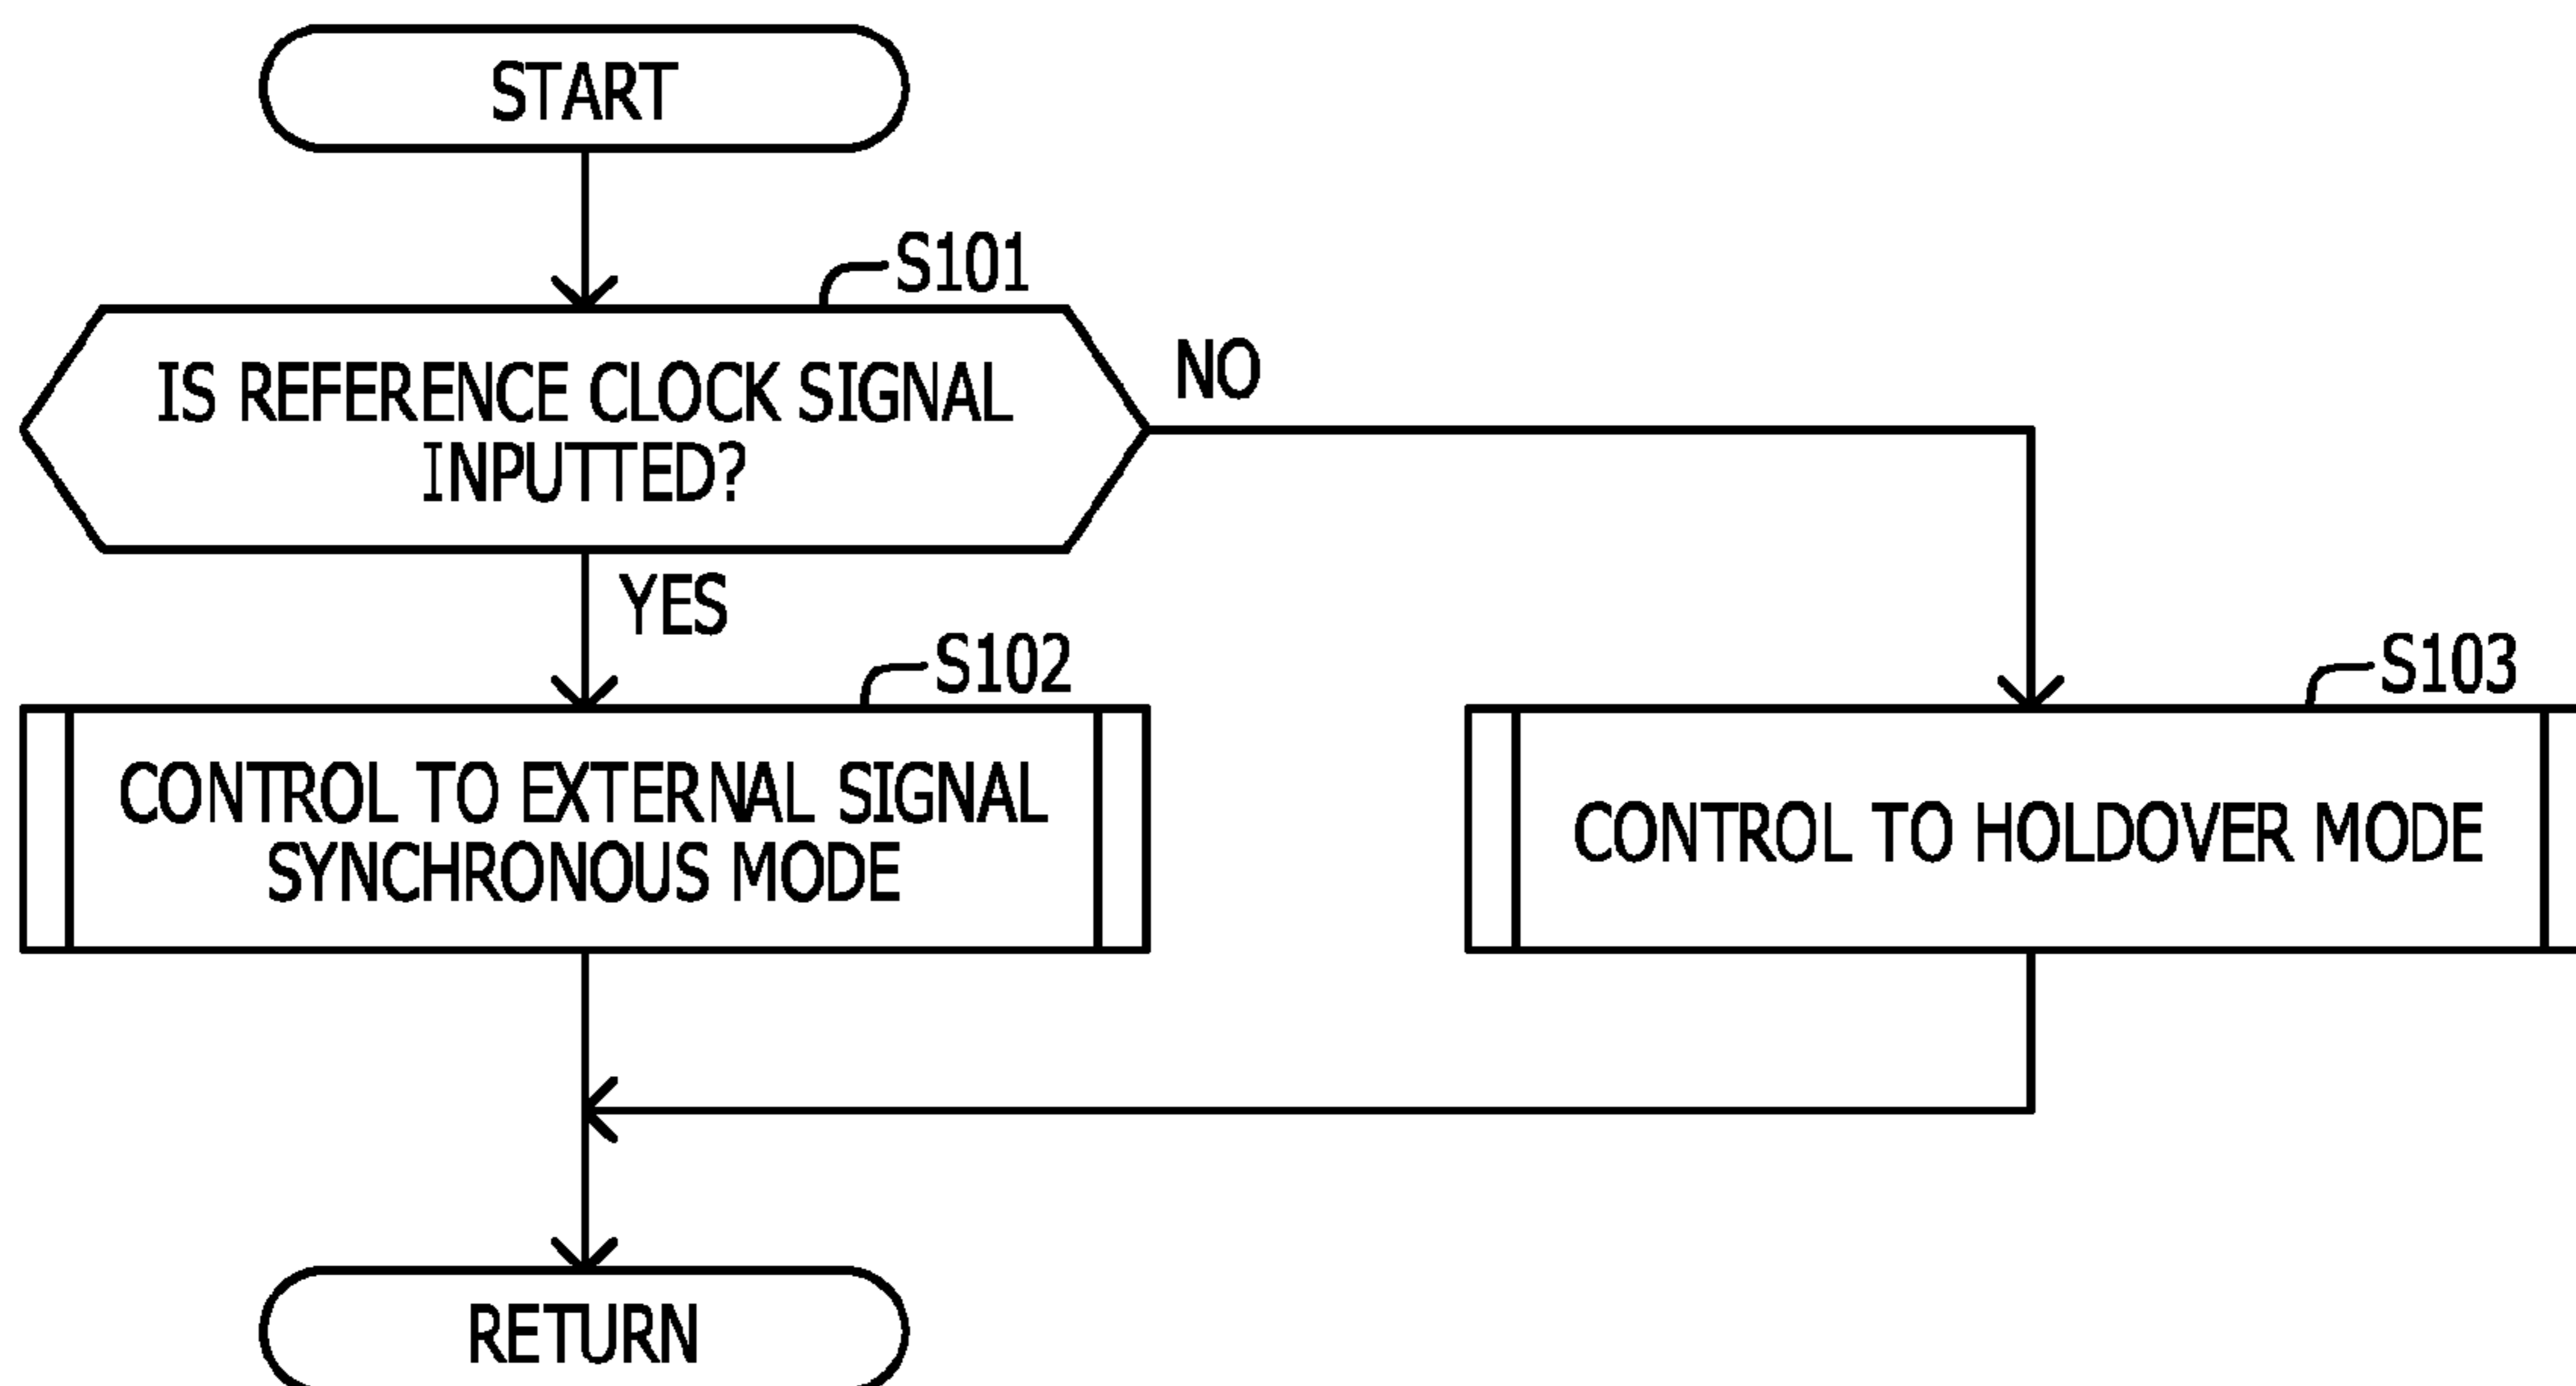 START
S101
IS REFERENCE CLOCK SIGNAL
INPUTTED?
NO
YES
S102
CONTROL TO EXTERNAL SIGNAL
SYNCHRONOUS MODE
S103
CONTROL TO HOLDOVER MODE
RETURN